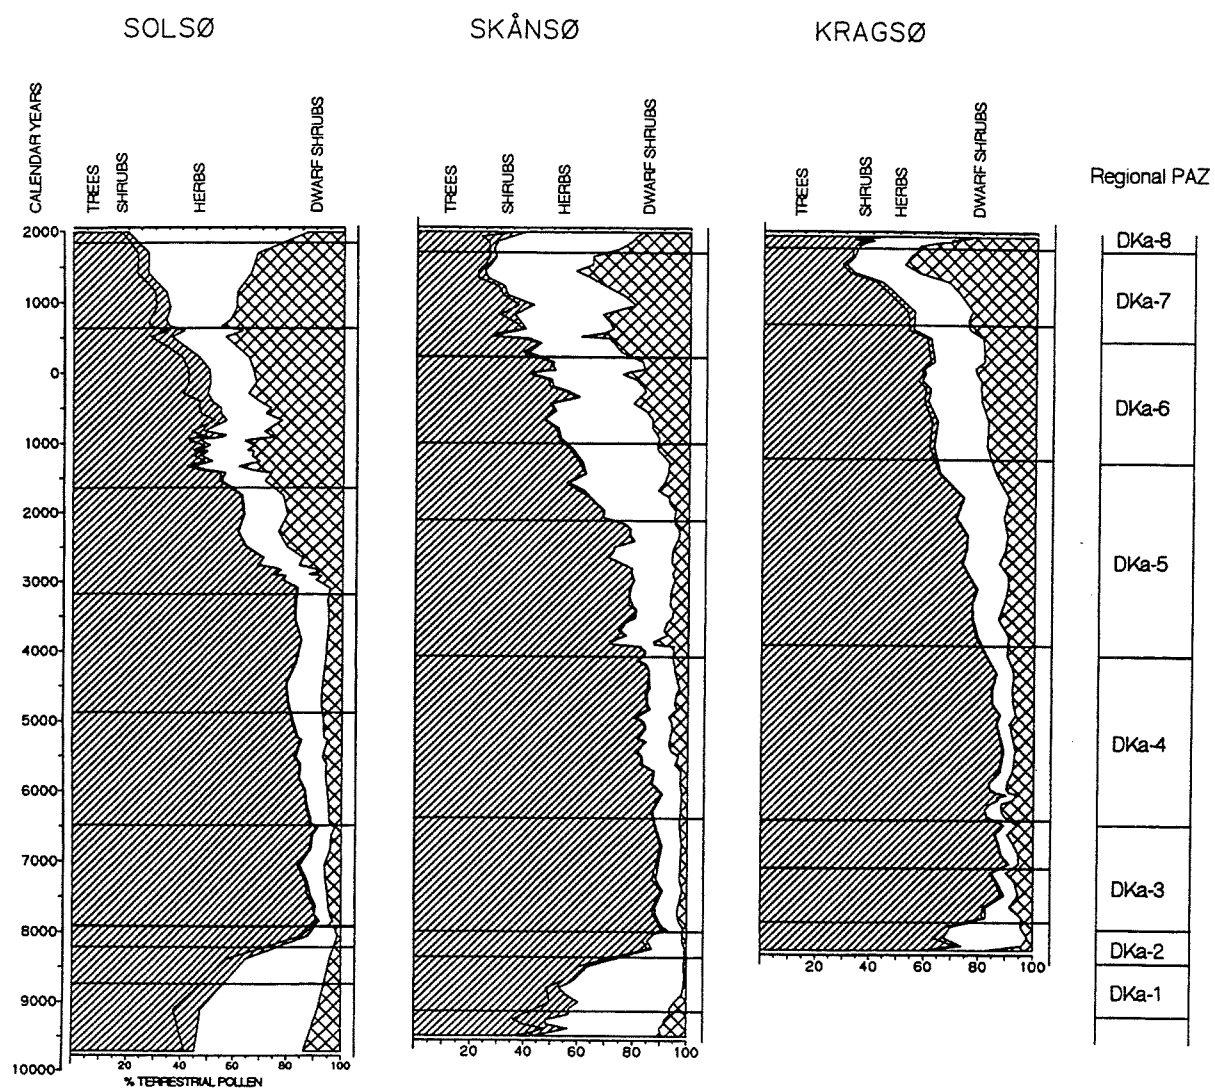 SOLSØ SKÅNSØ KRAGSØ
CALENDAR YEARS
TREES
SHRUBS
HERBS
DWARF SHRUBS
TREES
SHRUBS
HERBS
DWARF SHRUBS
TREES
SHRUBS
HERBS
DWARF SHRUBS
Regional PAZ
2000
1000
0
1000
2000
3000
4000
5000
6000
7000
8000
9000
10000
DKa-8
DKa-7
DKa-6
DKa-5
DKa-4
DKa-3
DKa-2
DKa-1
20 40 60 80 100
20 40 60 80 100
20 40 60 80 100
% TERRESTRIAL POLLEN